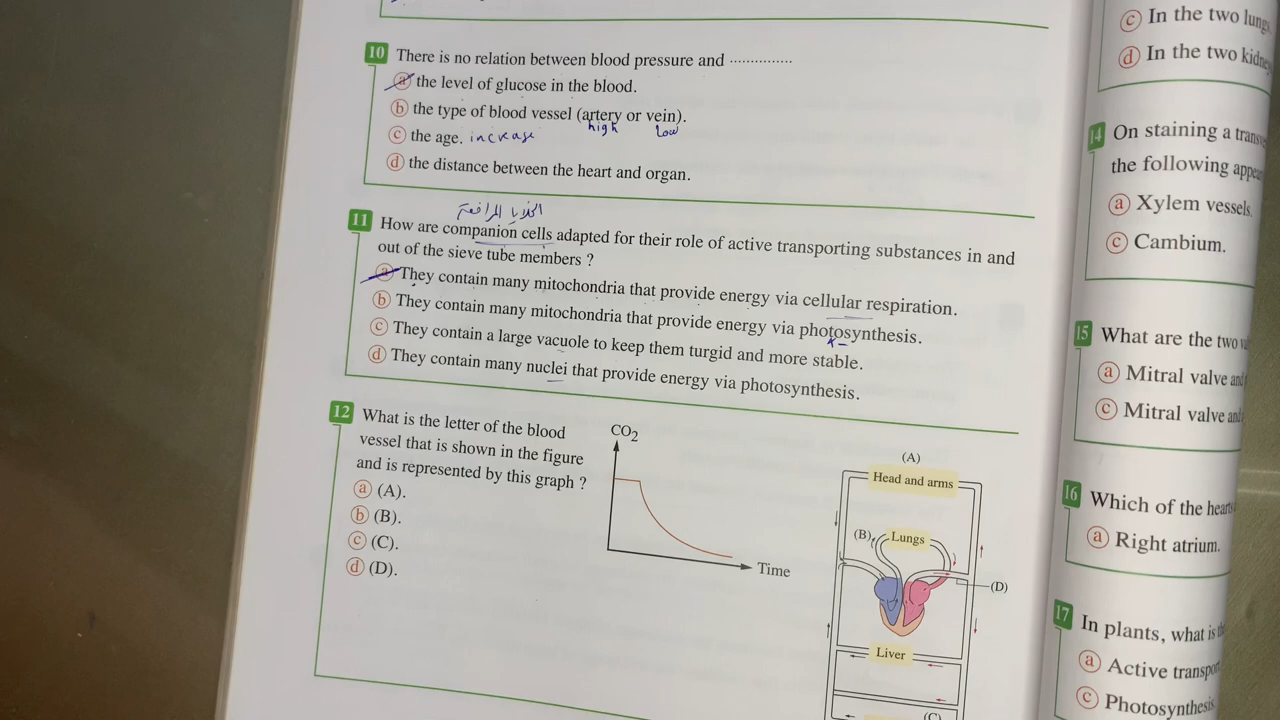 10 There is no relation between blood pressure and ...............
a the level of glucose in the blood.
b the type of blood vessel (artery or vein).
high low
c the age. increase
d the distance between the heart and organ.
الخلايا المرافقة
11 How are companion cells adapted for their role of active transporting substances in and
out of the sieve tube members ?
a They contain many mitochondria that provide energy via cellular respiration.
b They contain many mitochondria that provide energy via photosynthesis.
c They contain a large vacuole to keep them turgid and more stable.
d They contain many nuclei that provide energy via photosynthesis.
12 What is the letter of the blood
vessel that is shown in the figure
and is represented by this graph ?
a (A).
b (B).
c (C).
d (D).
CO2
Time
(A)
Head and arms
(B)
Lungs
(D)
Liver
(C)
c In the two lungs
d In the two
14 On staining a
the following
a Xylem vessels.
c Cambium.
15 What are the two
a Mitral valve and
c Mitral valve
16 Which of the
a Right atrium.
17 In plants, what is
a Active
c Photosynthesis.